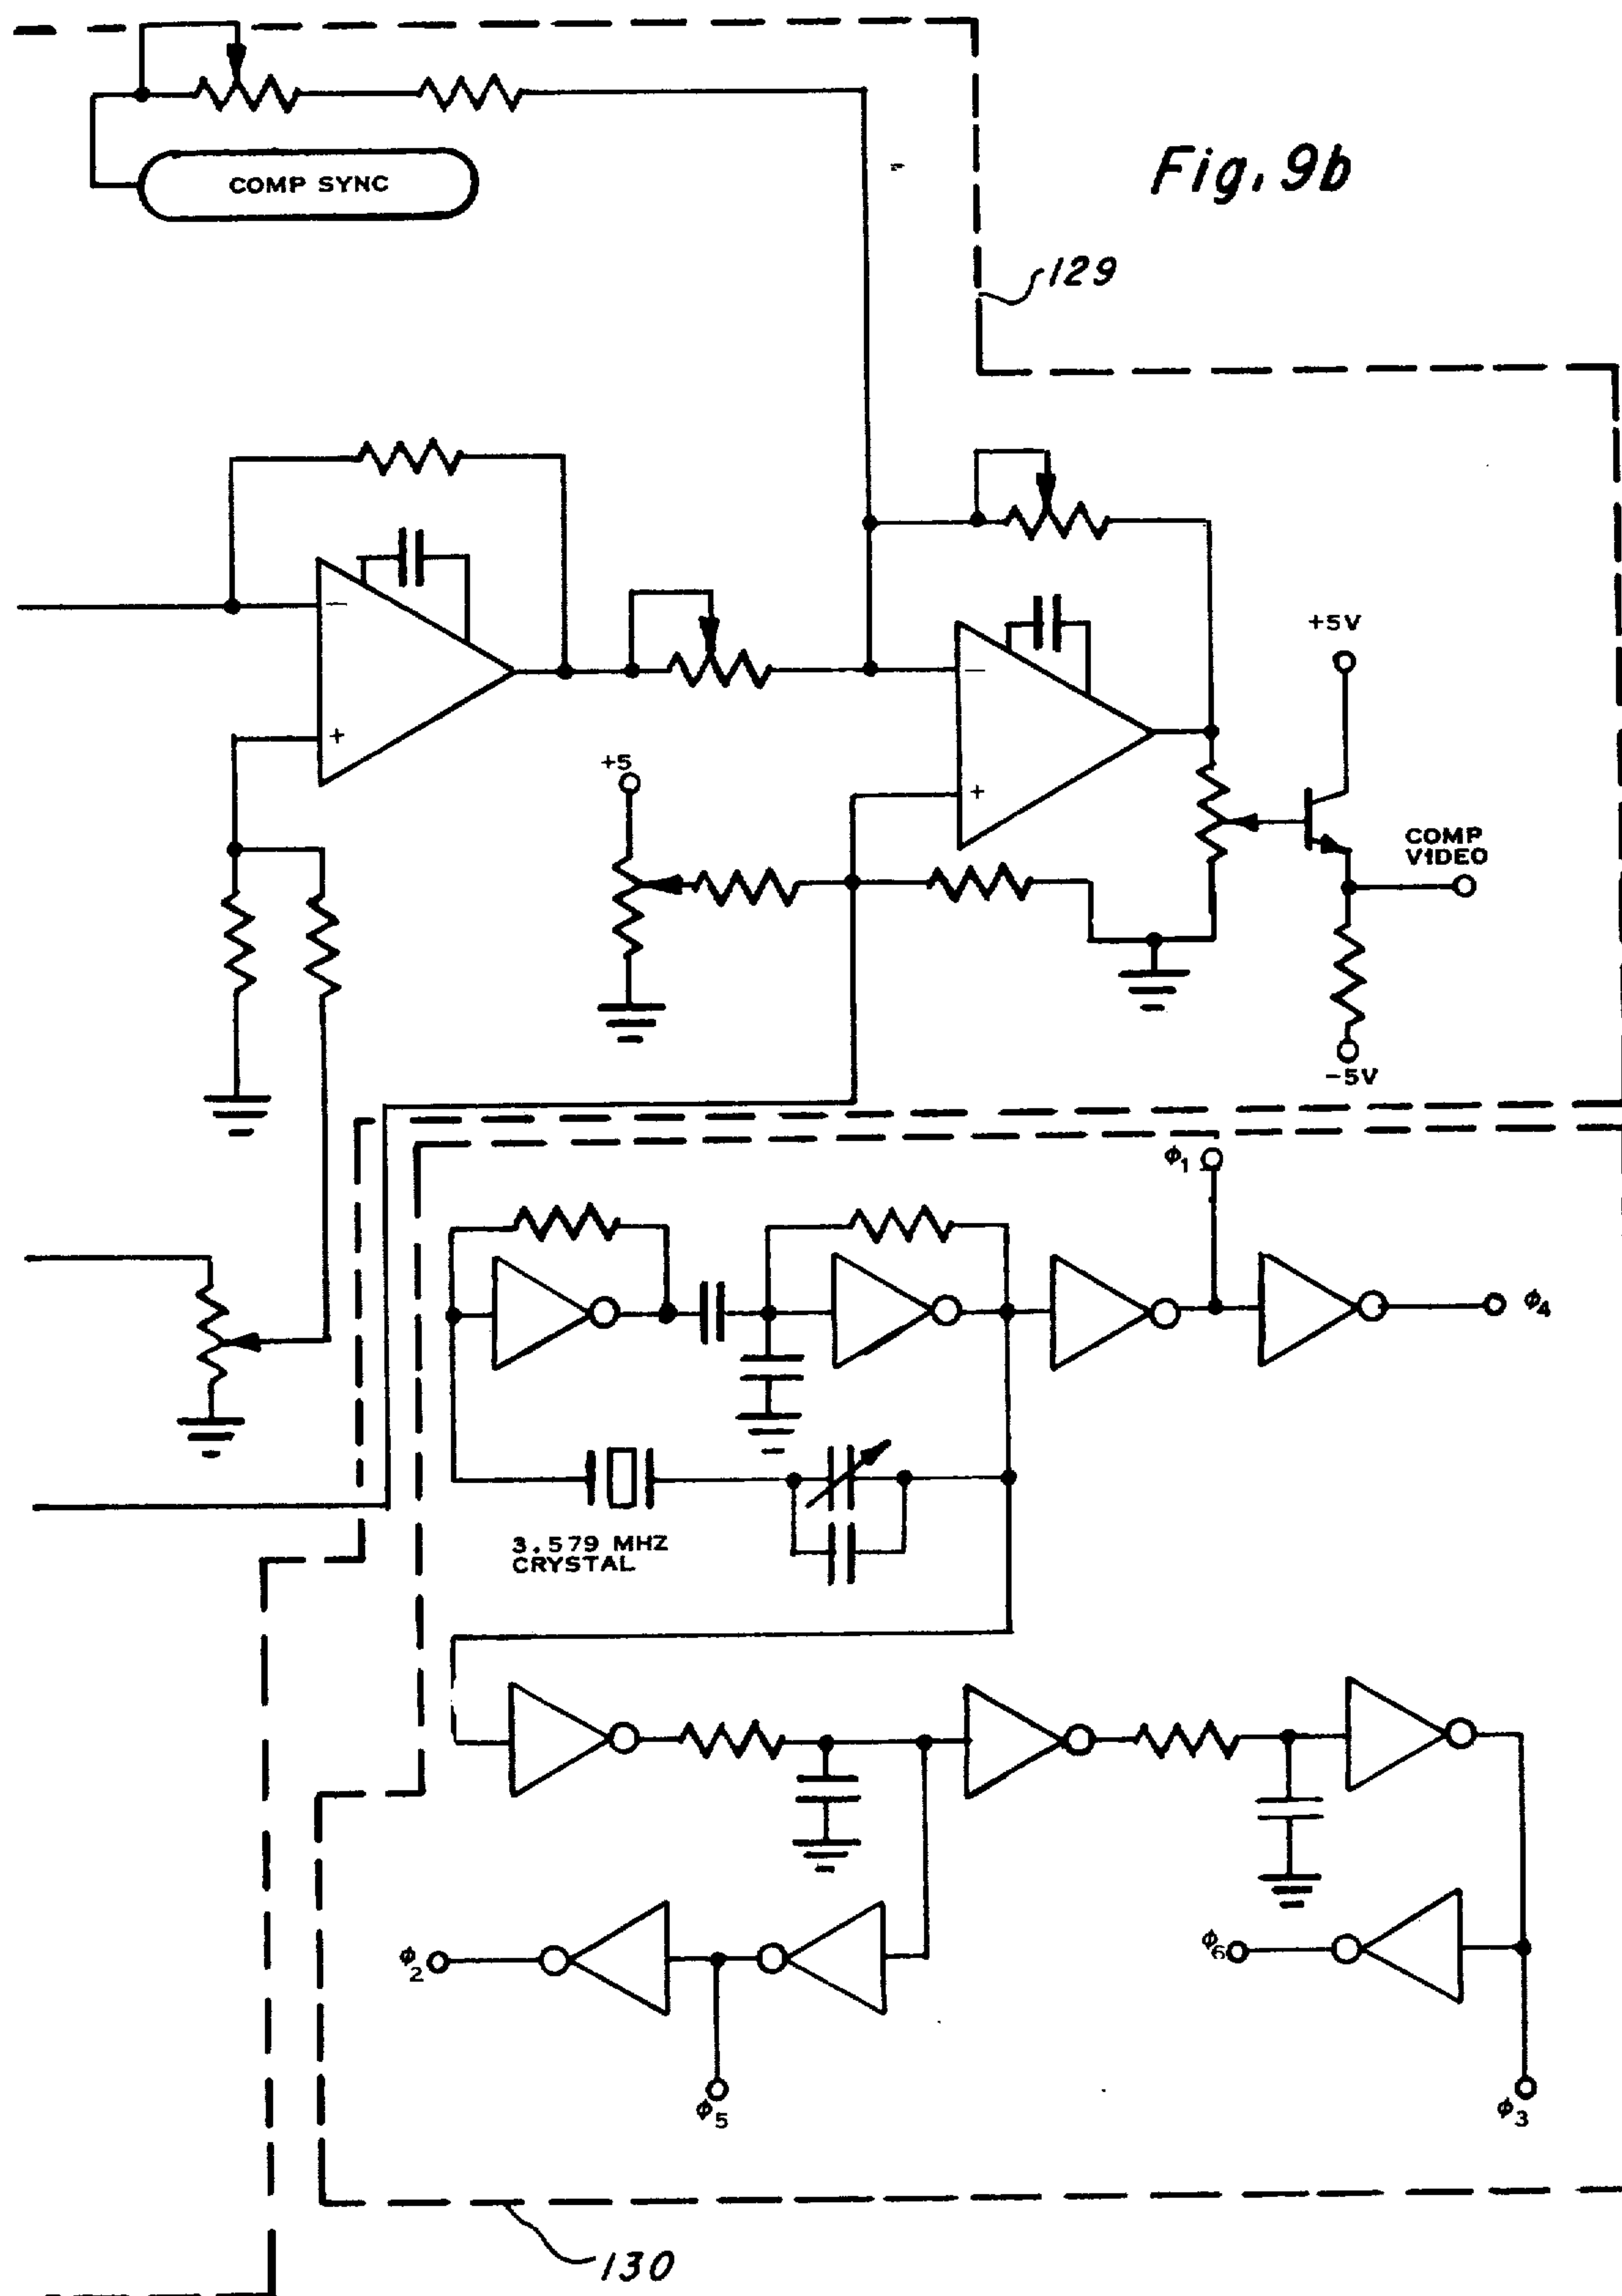 COMP SYNC
Fig. 9b
129
−
+
+5
−
+
+5V
COMP
VIDEO
-5V
ϕ1
ϕ4
3.579 MHZ
CRYSTAL
ϕ2
ϕ6
ϕ5
ϕ3
130